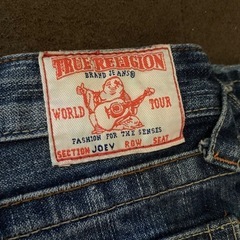 TRUE RELIGION
BRAND JEANS®
WORLD TOUR
FASHION FOR THE SENSES
SECTION JOEY ROW SEAT